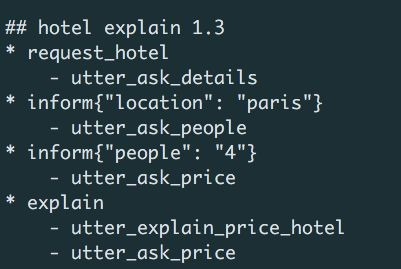 ## hotel explain 1.3
* request_hotel
    - utter_ask_details
* inform{"location": "paris"}
    - utter_ask_people
* inform{"people": "4"}
    - utter_ask_price
* explain
    - utter_explain_price_hotel
    - utter_ask_price